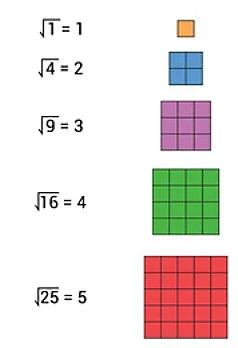 √1 = 1
√4 = 2
√9 = 3
√16 = 4
√25 = 5